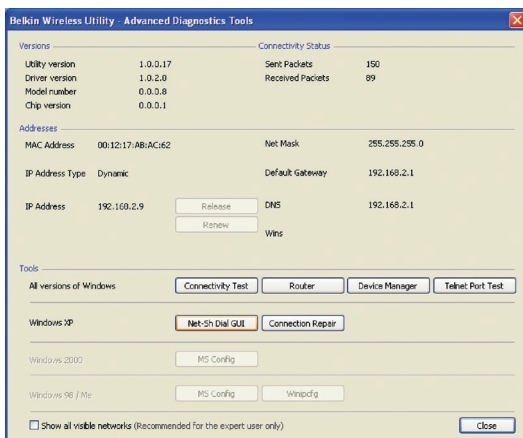 Belkin Wireless Utility - Advanced Diagnostics Tools
Versions
Utility version 1.0.0.17
Driver version 1.0.2.0
Model number 0.0.0.8
Chip version 0.0.0.1
Connectivity Status
Sent Packets 150
Received Packets 89
Addresses
MAC Address 00:12:17:AB:AC:62
Net Mask 255.255.255.0
IP Address Type Dynamic
Default Gateway 192.168.2.1
IP Address 192.168.2.9 Release
DNS 192.168.2.1
Renew
Wins
Tools
All versions of Windows Connectivity Test Router Device Manager Telnet Port Test
Windows XP Net-Sh Dial GUI Connection Repair
Windows 2000 MS Config
Windows 98 / Me MS Config Winipcfg
Show all visible networks (Recommended for the expert user only) Close